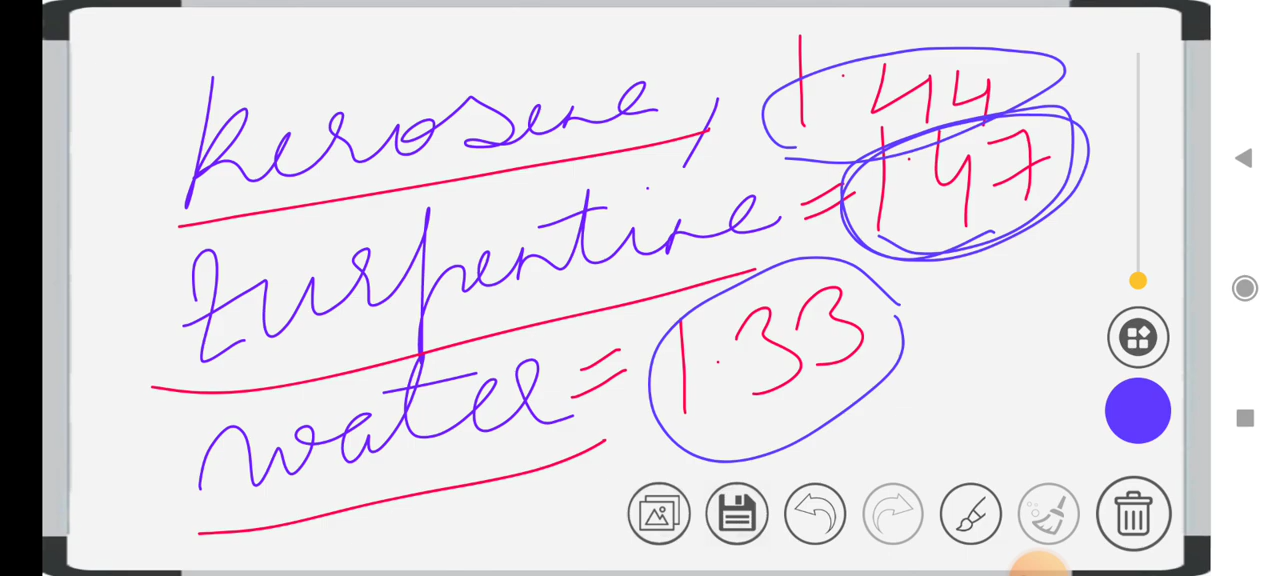 kerosene, 1.44
turpentine = 1.47
water = 1.33